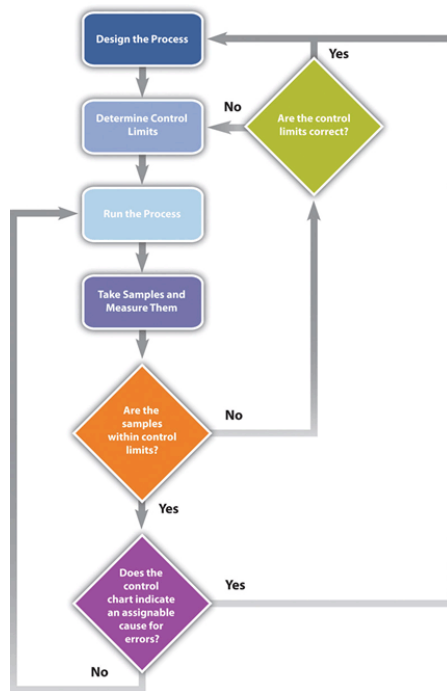 Design the Process
Yes
No
Determine Control
Limits
Are the control
limits correct?
Run the Process
Take Samples and
Measure Them
Are the
samples
within control
limits?
No
Yes
Does the
control
chart indicate
an assignable
cause for
errors?
Yes
No